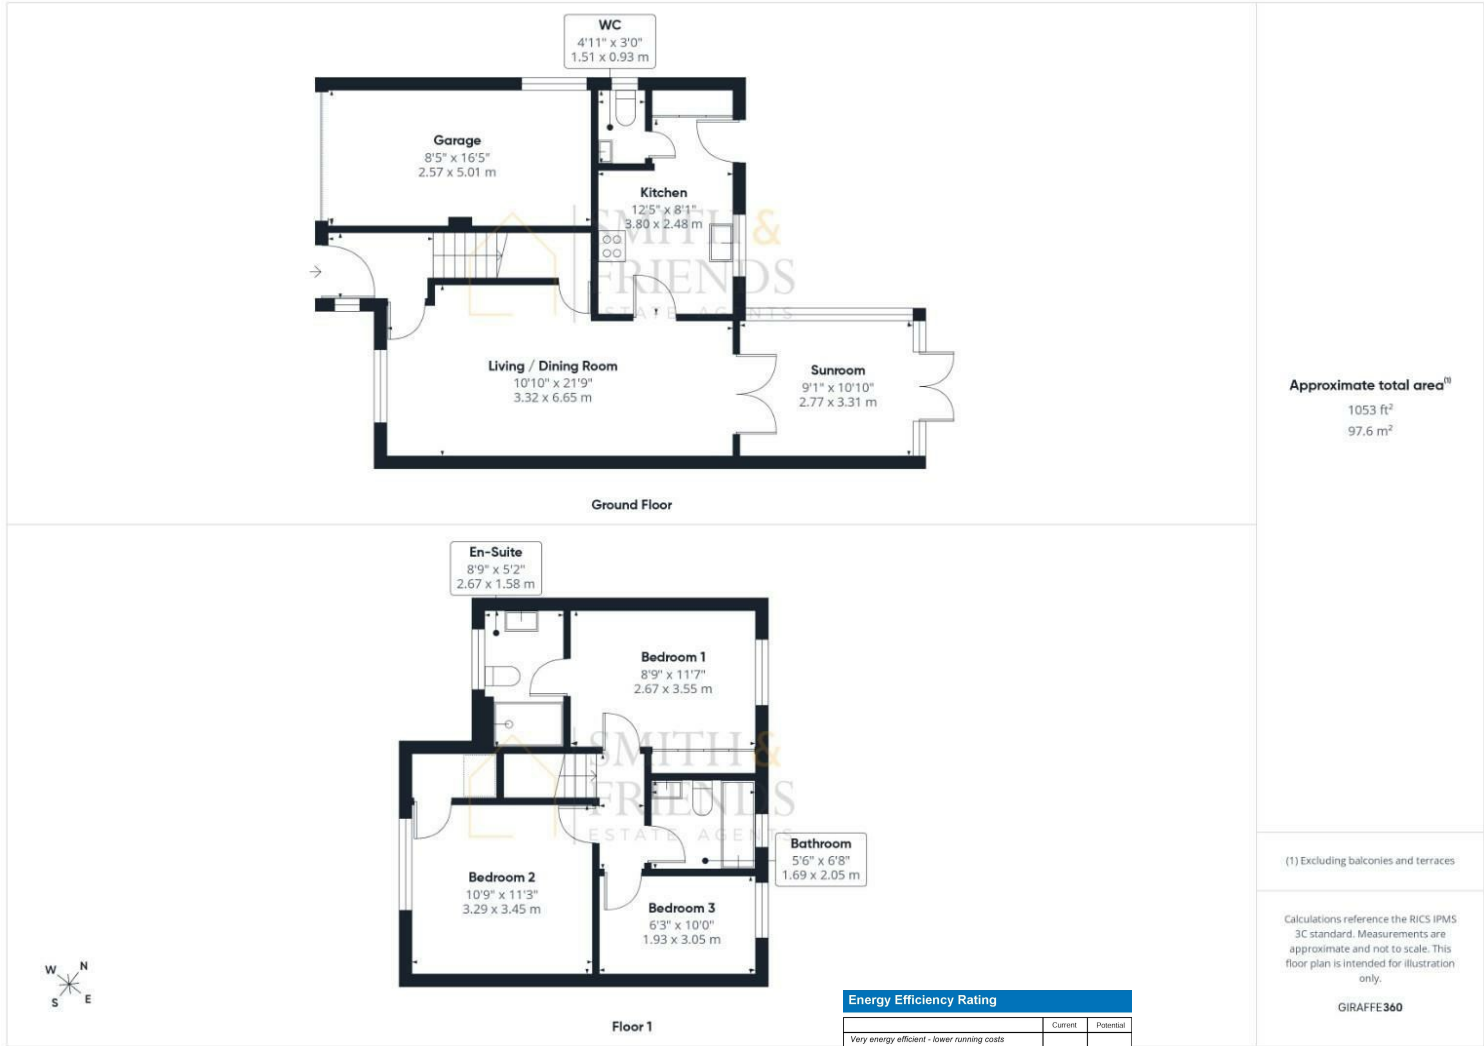 WC
4'11" x 3'0"
1.51 x 0.93 m
Garage
8'5" x 16'5"
2.57 x 5.01 m
Kitchen
12'5" x 8'1"
3.80 x 2.48 m
SMITH &
FRIENDS
ESTATE AGENTS
Living / Dining Room
10'10" x 21'9"
3.32 x 6.65 m
Sunroom
9'1" x 10'10"
2.77 x 3.31 m
Ground Floor
Approximate total area(1)
1053 ft²
97.6 m²
En-Suite
8'9" x 5'2"
2.67 x 1.58 m
Bedroom 1
8'9" x 11'7"
2.67 x 3.55 m
SMITH &
FRIENDS
ESTATE AGENTS
Bathroom
5'6" x 6'8"
1.69 x 2.05 m
Bedroom 2
10'9" x 11'3"
3.29 x 3.45 m
Bedroom 3
6'3" x 10'0"
1.93 x 3.05 m
W N
S E
Floor 1
(1) Excluding balconies and terraces
Calculations reference the RICS IPMS
3C standard. Measurements are
approximate and not to scale. This
floor plan is intended for illustration
only.
GIRAFFE360
Energy Efficiency Rating
Current Potential
Very energy efficient - lower running costs